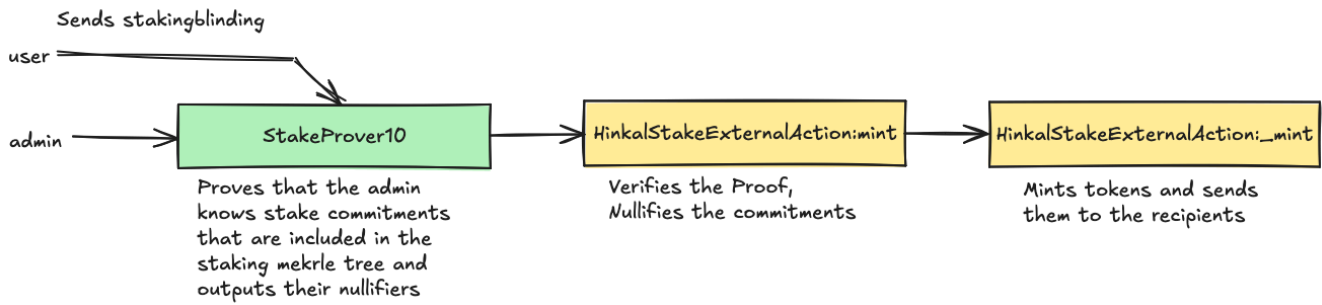 Sends stakingblinding
user
admin
StakeProver10
HinkalStakeExternalAction:mint
HinkalStakeExternalAction:_mint
Proves that the admin
knows stake commitments
that are included in the
staking mekrle tree and
outputs their nullifiers
Verifies the Proof,
Nullifies the commitments
Mints tokens and sends
them to the recipients